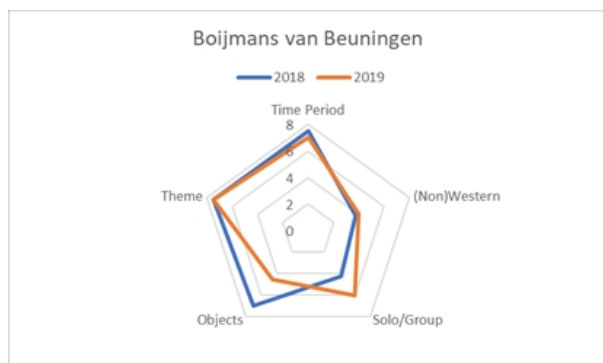 Boijmans van Beuningen
2018 2019
Time Period
8
6
4
2
0
(Non)Western
Solo/Group
Objects
Theme